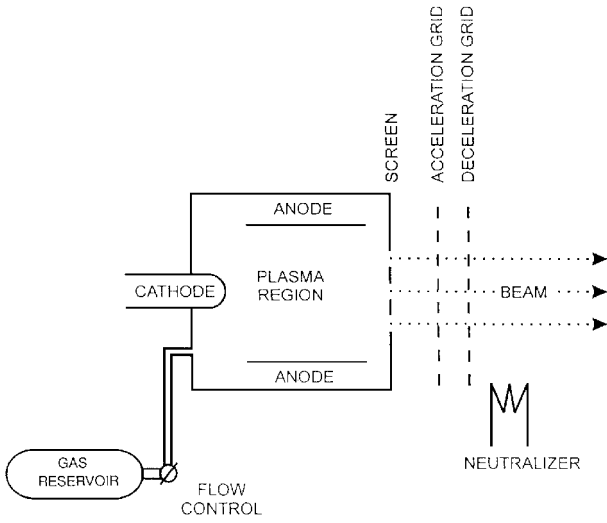 ACCELERATION GRID
DECELERATION GRID
SCREEN
ANODE
PLASMA
REGION
CATHODE
BEAM
ANODE
GAS
RESERVOIR
FLOW
CONTROL
NEUTRALIZER